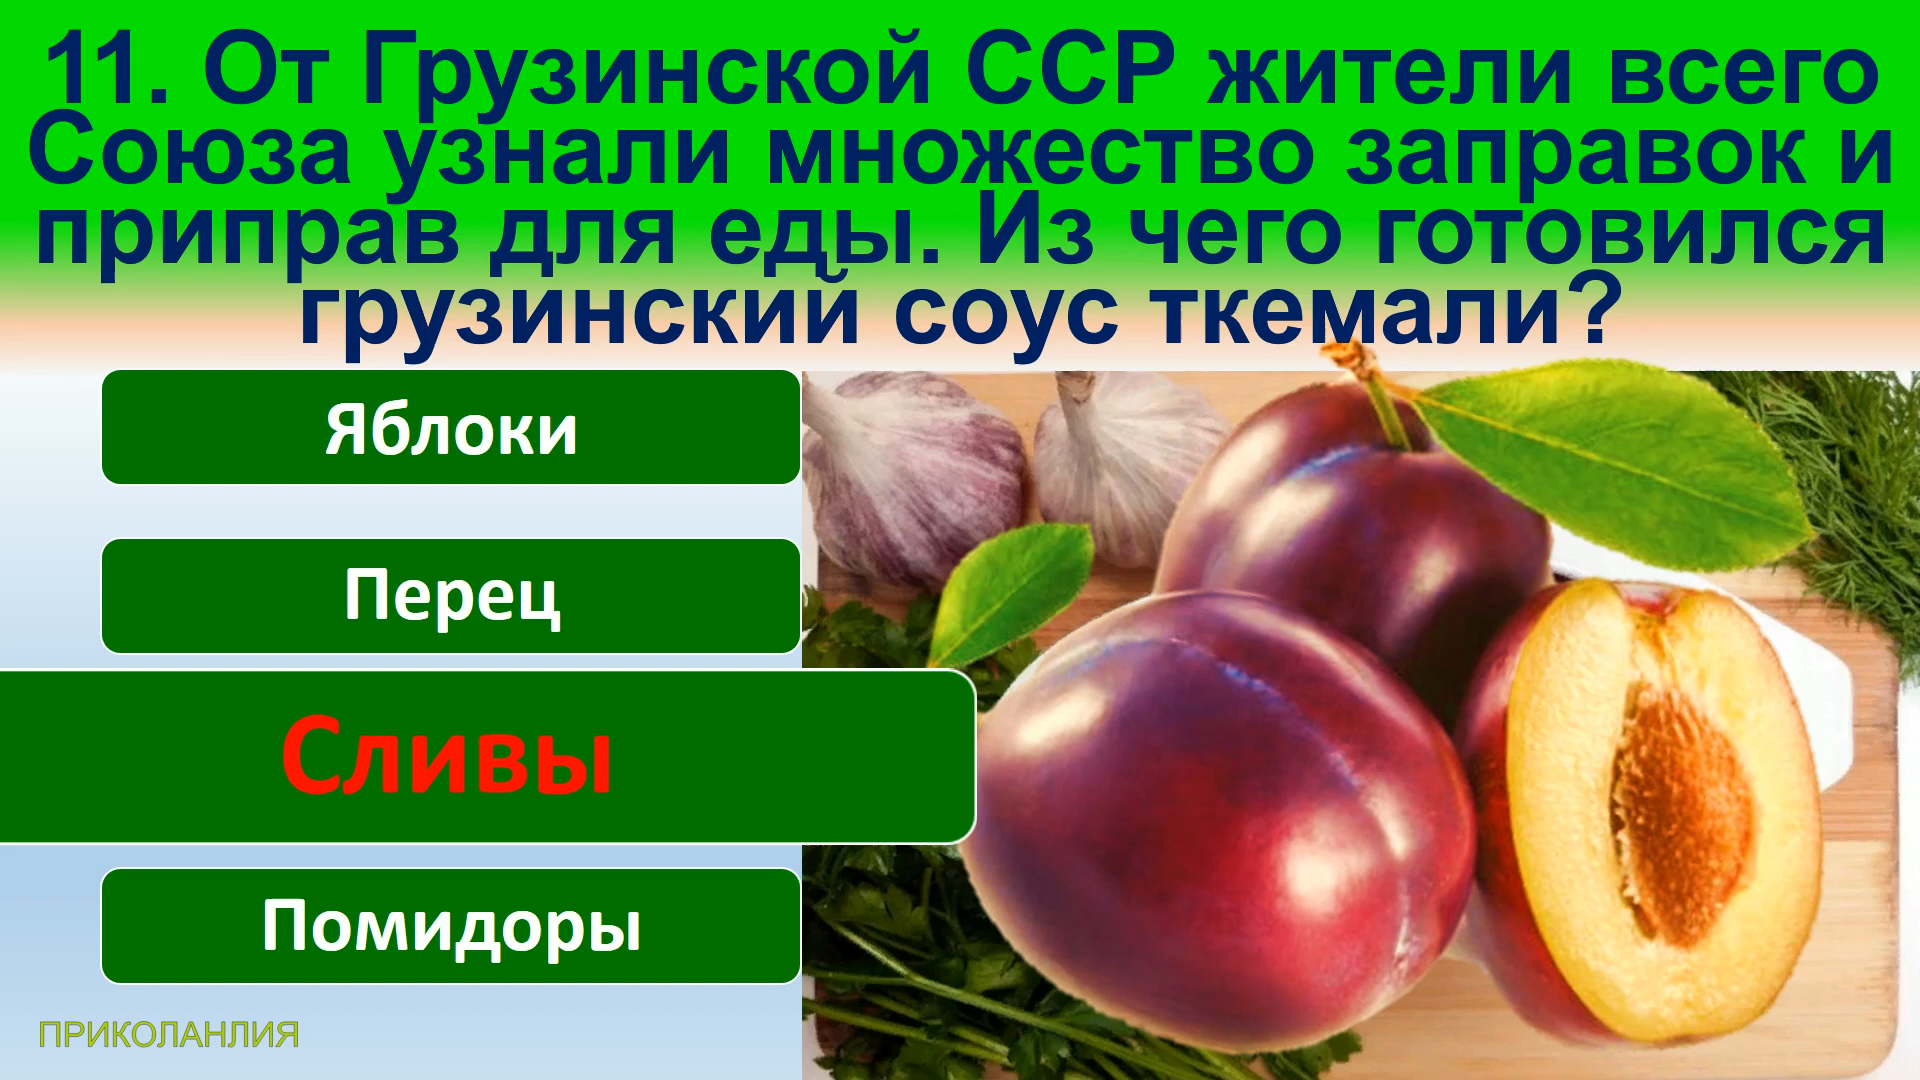 11. От Грузинской ССР жители всего
Союза узнали множество заправок и
приправ для еды. Из чего готовился
грузинский соус ткемали?
Яблоки
Перец
Сливы
Помидоры
ПРИКОЛАНЛИЯ